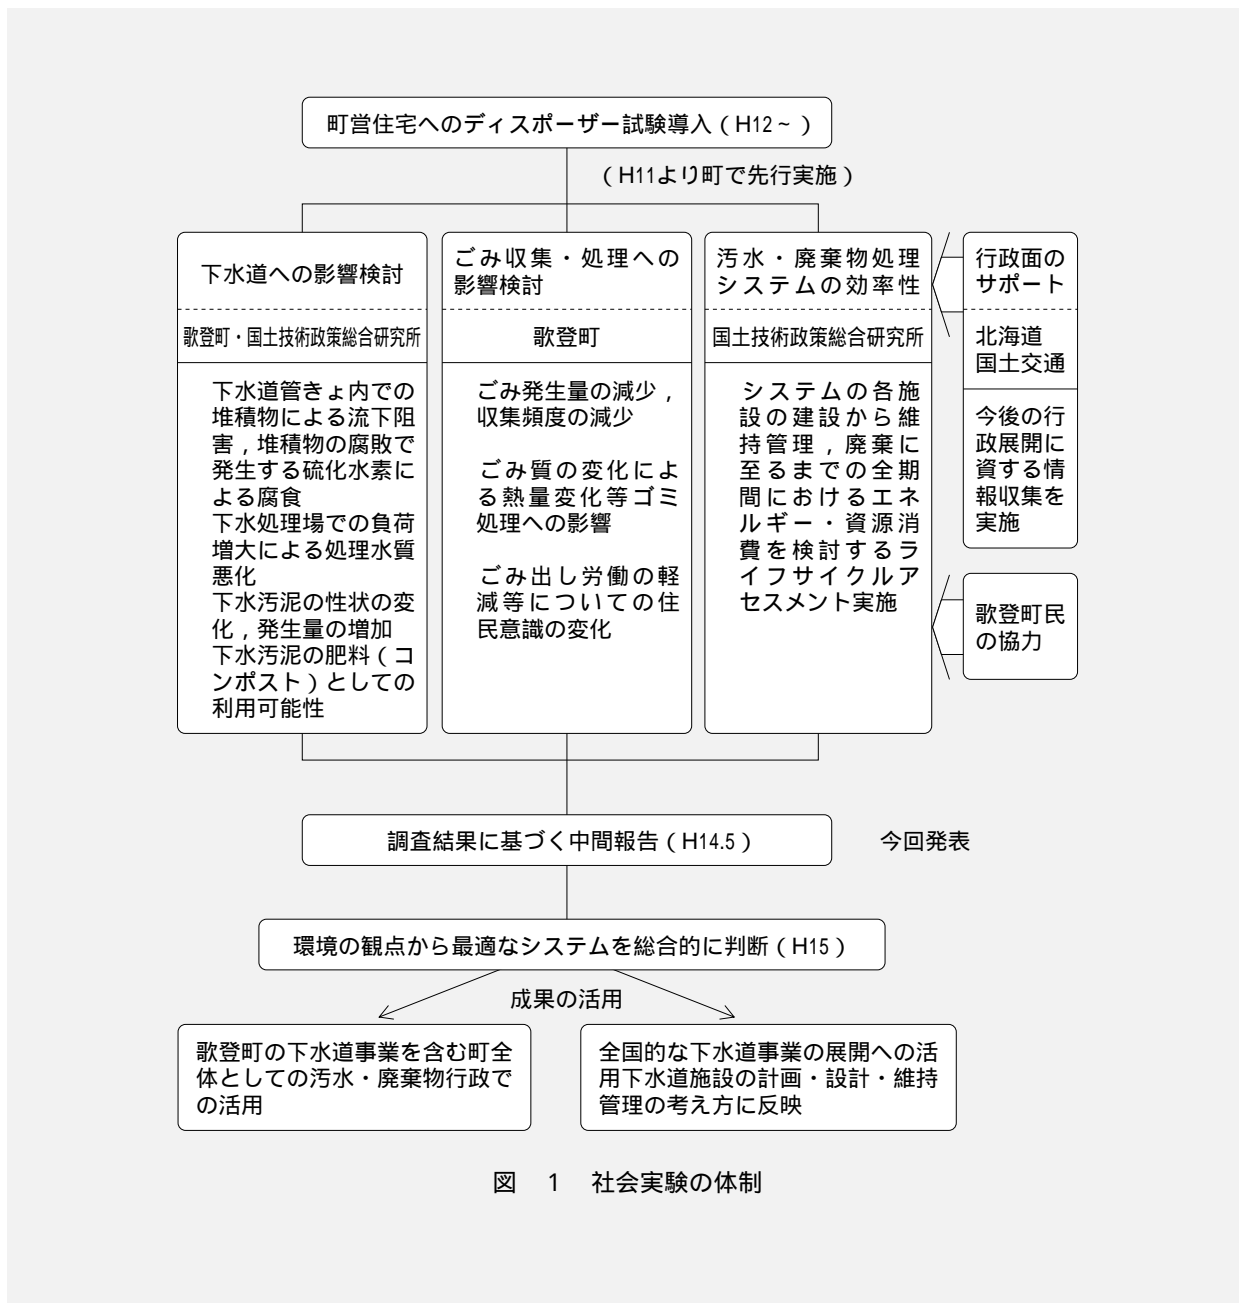 町営住宅へのディスポーザー試験導入（H12～）
（H11より町で先行実施）
下水道への影響検討
歌登町・国土技術政策総合研究所
下水道管きょ内での
堆積物による流下阻
害，堆積物の腐敗で
発生する硫化水素に
よる腐食
下水処理場での負荷
増大による処理水質
悪化
下水汚泥の性状の変
化，発生量の増加
下水汚泥の肥料（コ
ンポスト）としての
利用可能性
ごみ収集・処理への
影響検討
歌登町
ごみ発生量の減少，
収集頻度の減少
ごみ質の変化によ
る熱量変化等ゴミ
処理への影響
ごみ出し労働の軽
減等についての住
民意識の変化
汚水・廃棄物処理
システムの効率性
国土技術政策総合研究所
システムの各施
設の建設から維
持管理，廃棄に
至るまでの全期
間におけるエネ
ルギー・資源消
費を検討するラ
イフサイクルア
セスメント実施
行政面の
サポート
北海道
国土交通
今後の行
政展開に
資する情
報収集を
実施
歌登町民
の協力
調査結果に基づく中間報告（H14.5）
今回発表
環境の観点から最適なシステムを総合的に判断（H15）
成果の活用
歌登町の下水道事業を含む町全
体としての汚水・廃棄物行政で
の活用
全国的な下水道事業の展開への活
用下水道施設の計画・設計・維持
管理の考え方に反映
図　1　社会実験の体制